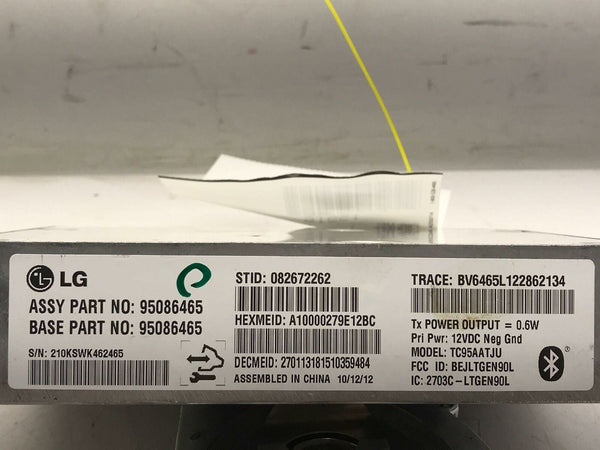 LG
ASSY PART NO: 95086465
BASE PART NO: 95086465
S/N: 210KSWK462465
STID: 082672262
HEXMEID: A10000279E12BC
DECMEID: 270113181510359484
ASSEMBLED IN CHINA 10/12/12
TRACE: BV6465L122862134
Tx POWER OUTPUT = 0.6W
Pri Pwr: 12VDC Neg Gnd
MODEL: TC95AATJU
FCC ID: BEJLTGEN90L
IC: 2703C-LTGEN90L